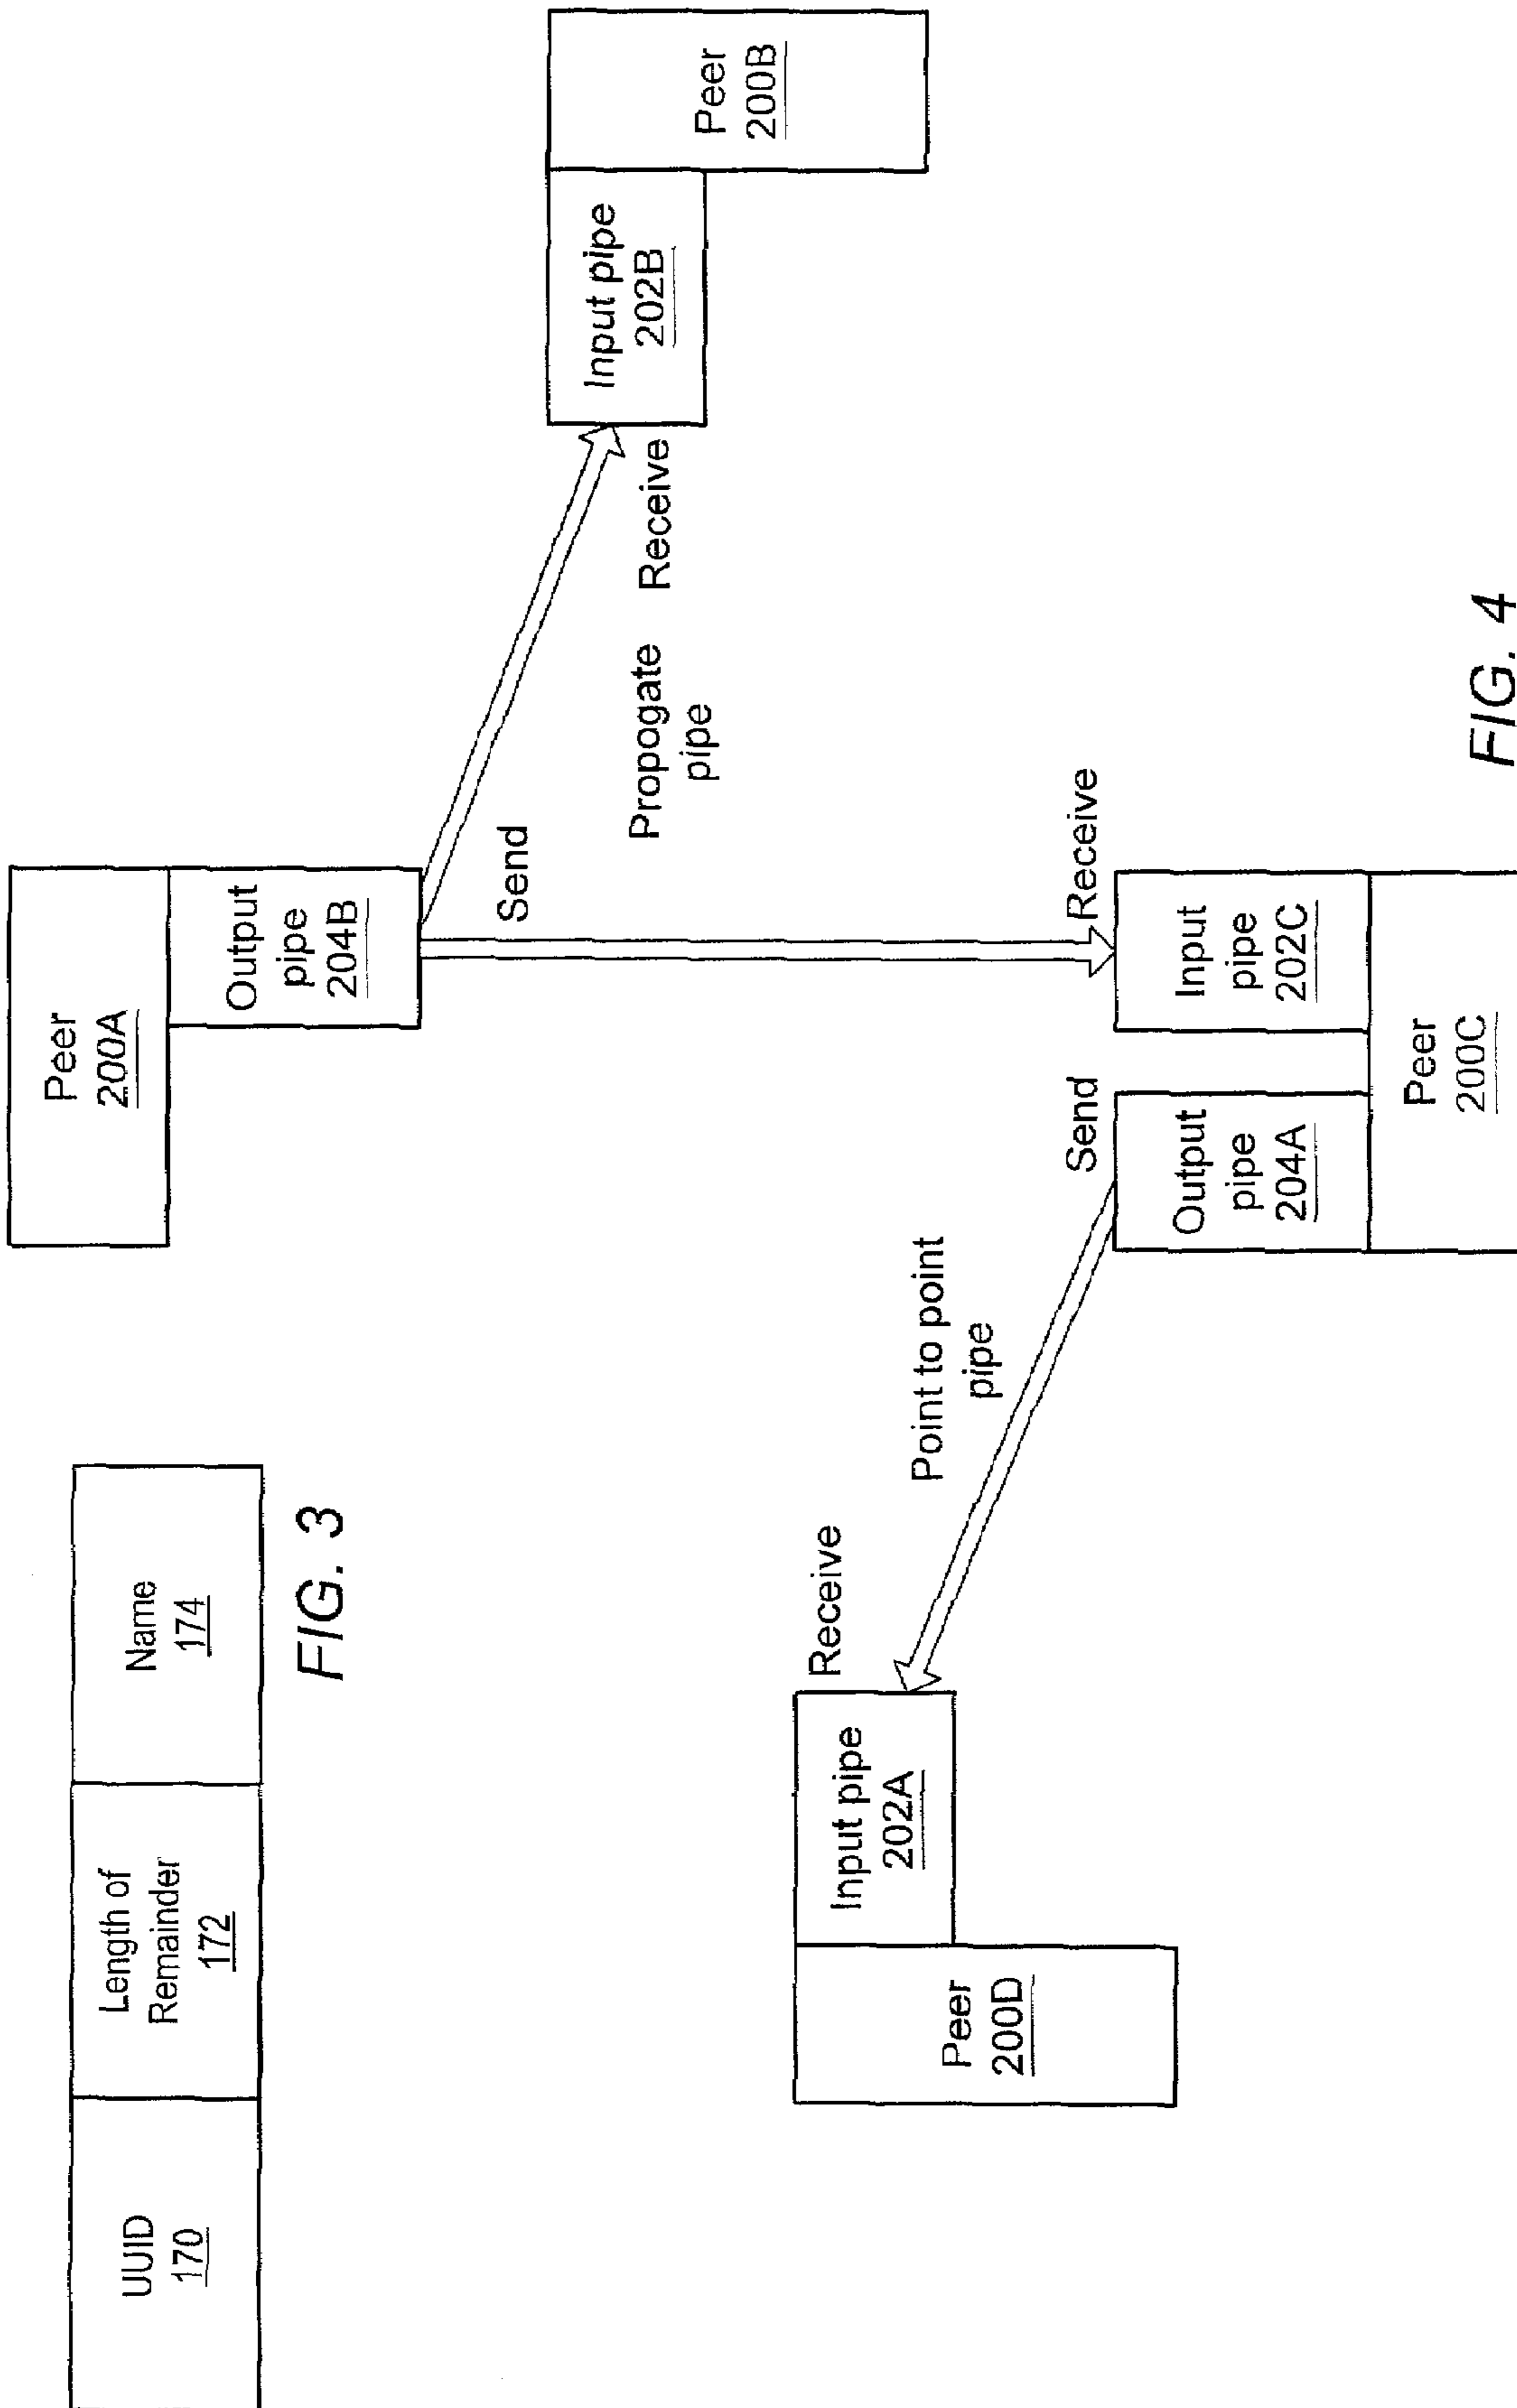 UUID
170
Length of
Remainder
172
Name
174
FIG. 3
Peer
200A
Output
pipe
204B
Send
Propogate
pipe
Receive
Input pipe
202B
Peer
200B
Peer
200D
Input pipe
202A
Receive
Point to point
pipe
Send
Receive
Output
pipe
204A
Input
pipe
202C
Peer
200C
FIG. 4